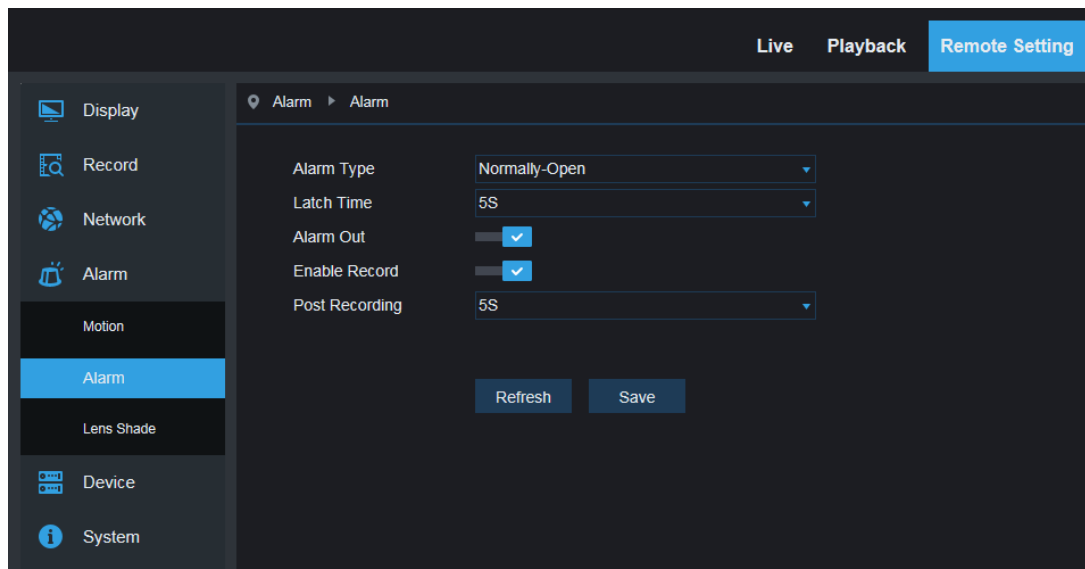 Live Playback Remote Setting
Display
Record
Network
Alarm
Motion
Alarm
Lens Shade
Device
System
Alarm Alarm
Alarm Type Normally-Open
Latch Time 5S
Alarm Out
Enable Record
Post Recording 5S
Refresh Save